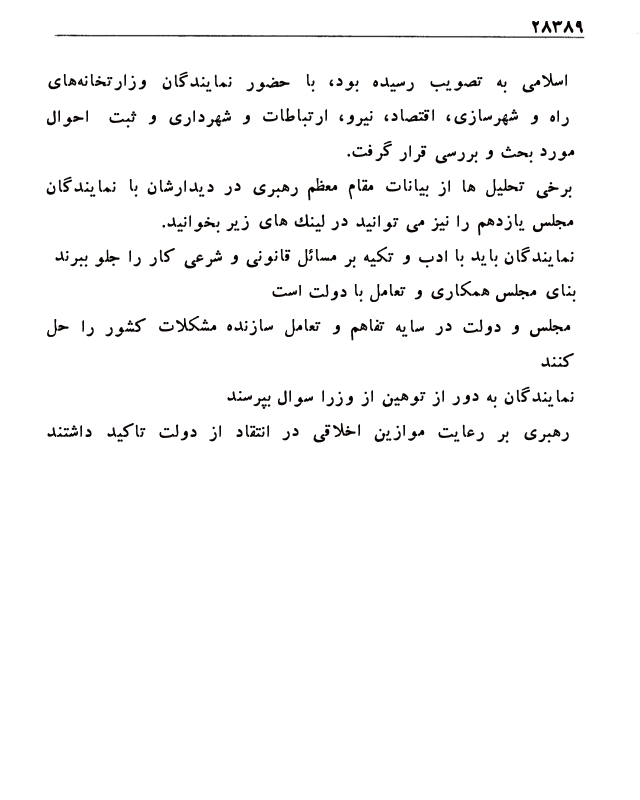 ۲۸۳۸۹
اسلامی به تصویب رسیده بود، با حضور نمایندگان وزارتخانه‌های
راه و شهرسازی، اقتصاد، نیرو، ارتباطات و شهرداری و ثبت احوال
مورد بحث و بررسی قرار گرفت.
برخی تحلیل ها از بیانات مقام معظم رهبری در دیدارشان با نمایندگان
مجلس یازدهم را نیز می توانید در لینك های زیر بخوانید.
نمایندگان باید با ادب و تکیه بر مسائل قانونی و شرعی کار را جلو ببرند
بنای مجلس همکاری و تعامل با دولت است
مجلس و دولت در سایه تفاهم و تعامل سازنده مشکلات کشور را حل
کنند
نمایندگان به دور از توهین از وزرا سوال بپرسند
رهبری بر رعایت موازین اخلاقی در انتقاد از دولت تاکید داشتند